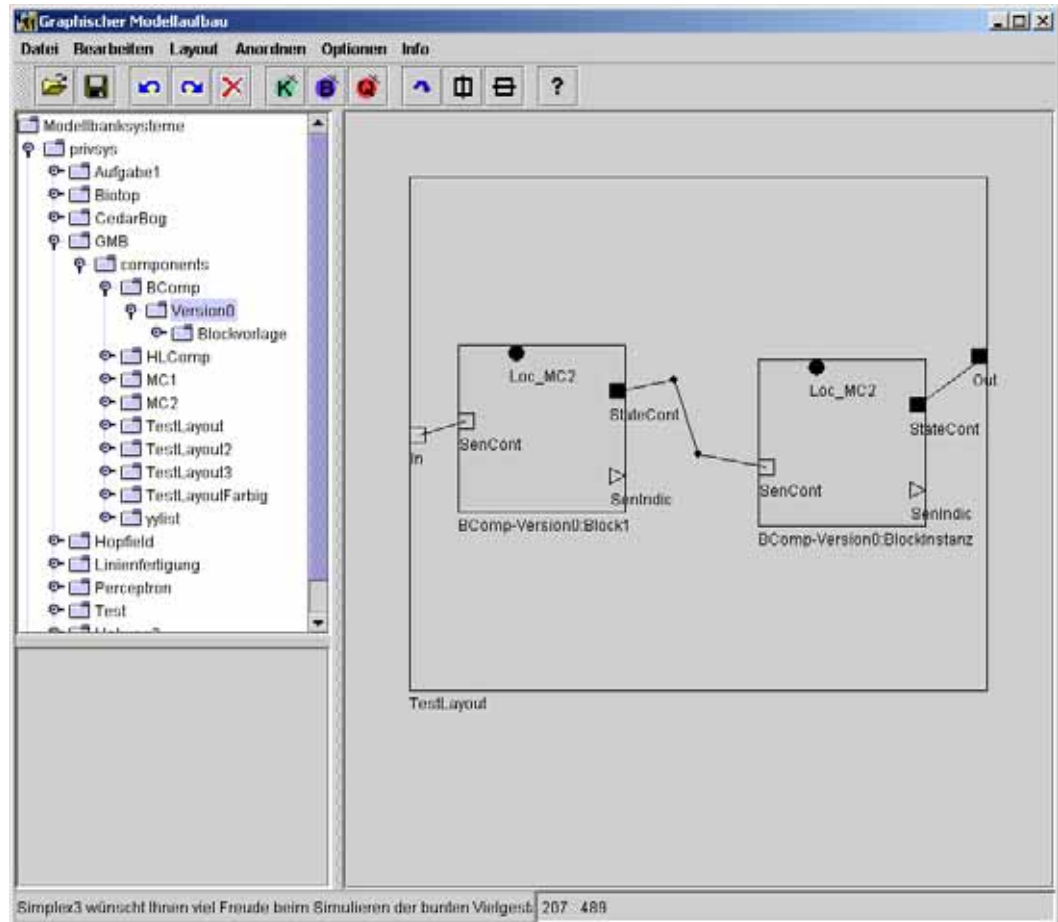 Graphischer Modellaufbau
Datei Bearbeiten Layout Anordnen Optionen Info
K B Q ?
Modellbanksysteme
privsys
Aufgabe1
Biotop
CedarBog
GMB
components
BComp
Version0
Blockvorlage
HLComp
MC1
MC2
TestLayout
TestLayout2
TestLayout3
TestLayoutFarbig
yylist
Hopfield
Linienfertigung
Perceptron
Test
Loc_MC2
StateCont
SenCont
In
SenIndic
BComp-Version0:Block1
Loc_MC2
Out
StateCont
SenCont
SenIndic
BComp-Version0:BlockInstanz
TestLayout
Simplex3 wünscht Ihnen viel Freude beim Simulieren der bunten Vielgest
207 : 489